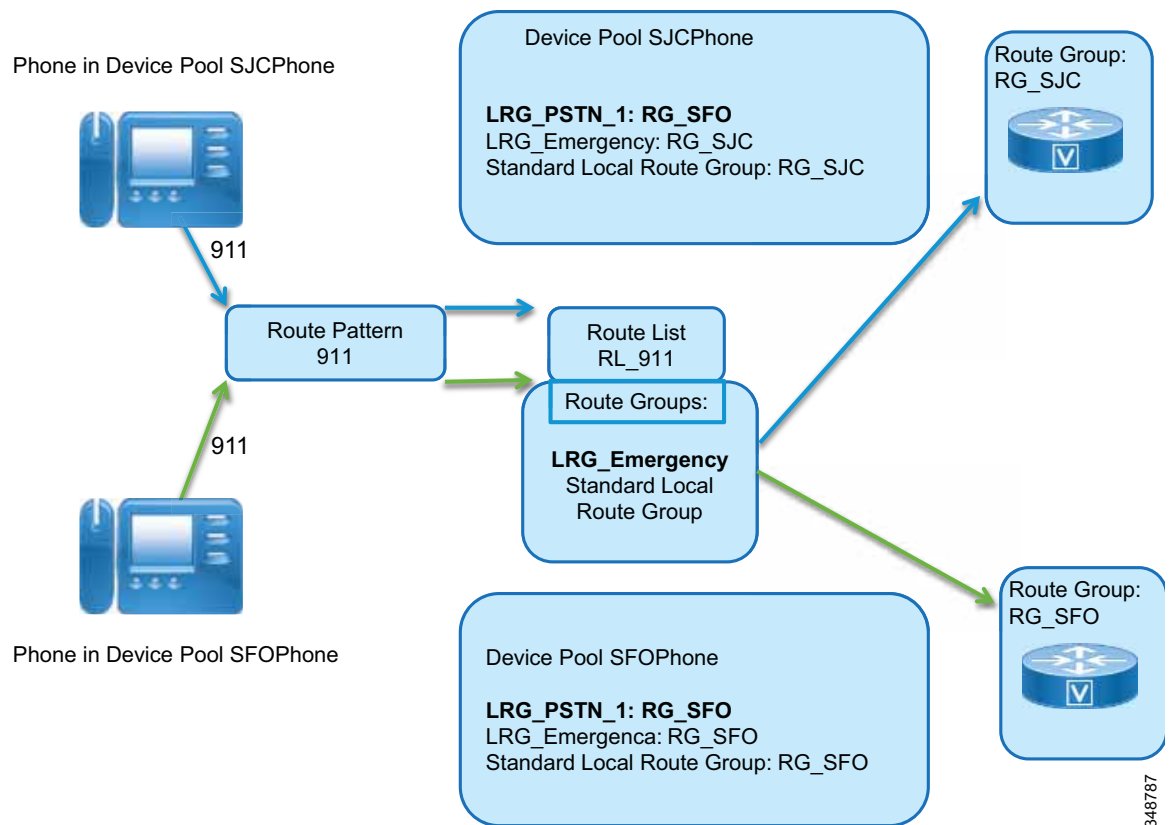 Phone in Device Pool SJCPhone
911
Device Pool SJCPhone
LRG_PSTN_1: RG_SFO
LRG_Emergency: RG_SJC
Standard Local Route Group: RG_SJC
Route Group:
RG_SJC
V
Route Pattern
911
Route List
RL_911
Route Groups:
LRG_Emergency
Standard Local
Route Group
911
Phone in Device Pool SFOPhone
Device Pool SFOPhone
LRG_PSTN_1: RG_SFO
LRG_Emergenca: RG_SFO
Standard Local Route Group: RG_SFO
Route Group:
RG_SFO
V
348787